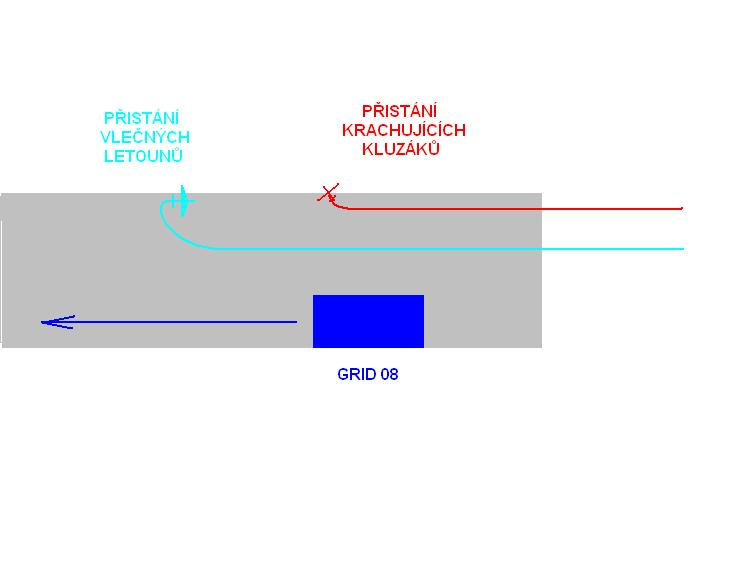 PŘISTÁNÍ
VLEČNÝCH
LETOUNŮ
PŘISTÁNÍ
KRACHUJÍCÍCH
KLUZÁKŮ
GRID 08